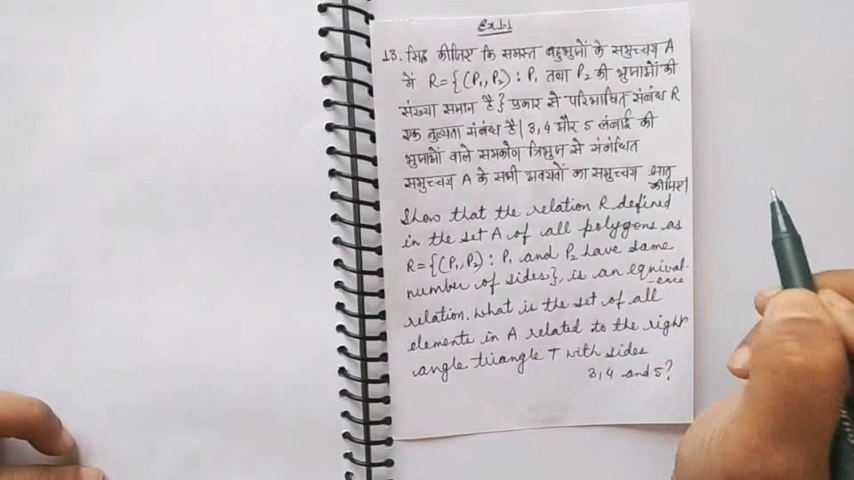 Ex 1.1
13. सिद्ध कीजिए कि समस्त बहुभुजों के समुच्चय A
में R = {(P₁, P₂) : P₁ तथा P₂ की भुजाओं की
संख्या समान है} प्रकार से परिभाषित संबंध R
एक तुल्यता संबंध है| 3, 4 और 5 लंबाई की
भुजाओं वाले समकोण त्रिभुज से संबंधित
समुच्चय A के सभी अवयवों का समुच्चय ज्ञात
कीजिए|
Show that the relation R defined
in the set A of all polygons as
R = {(P₁, P₂) : P₁ and P₂ have same
number of sides}, is an equival-
ence
relation. What is the set of all
elements in A related to the right
angle triangle T with sides
3, 4 and 5?